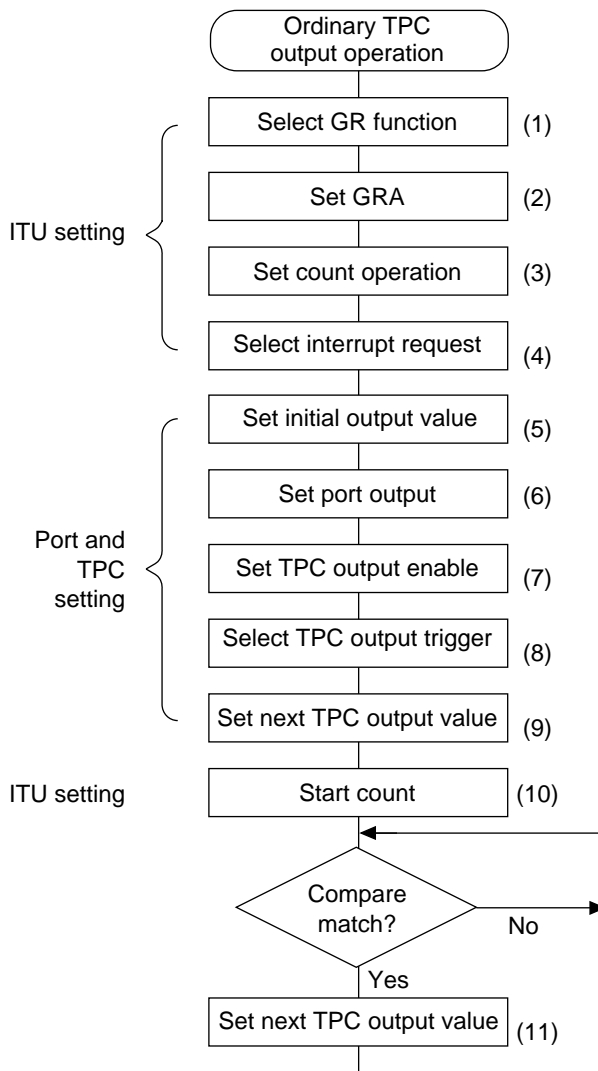 Ordinary TPC
output operation
Select GR function
(1)
Set GRA
(2)
ITU setting
Set count operation
(3)
Select interrupt request
(4)
Set initial output value
(5)
Set port output
(6)
Port and
TPC
setting
Set TPC output enable
(7)
Select TPC output trigger
(8)
Set next TPC output value
(9)
ITU setting
Start count
(10)
Compare
match?
No
Yes
Set next TPC output value
(11)